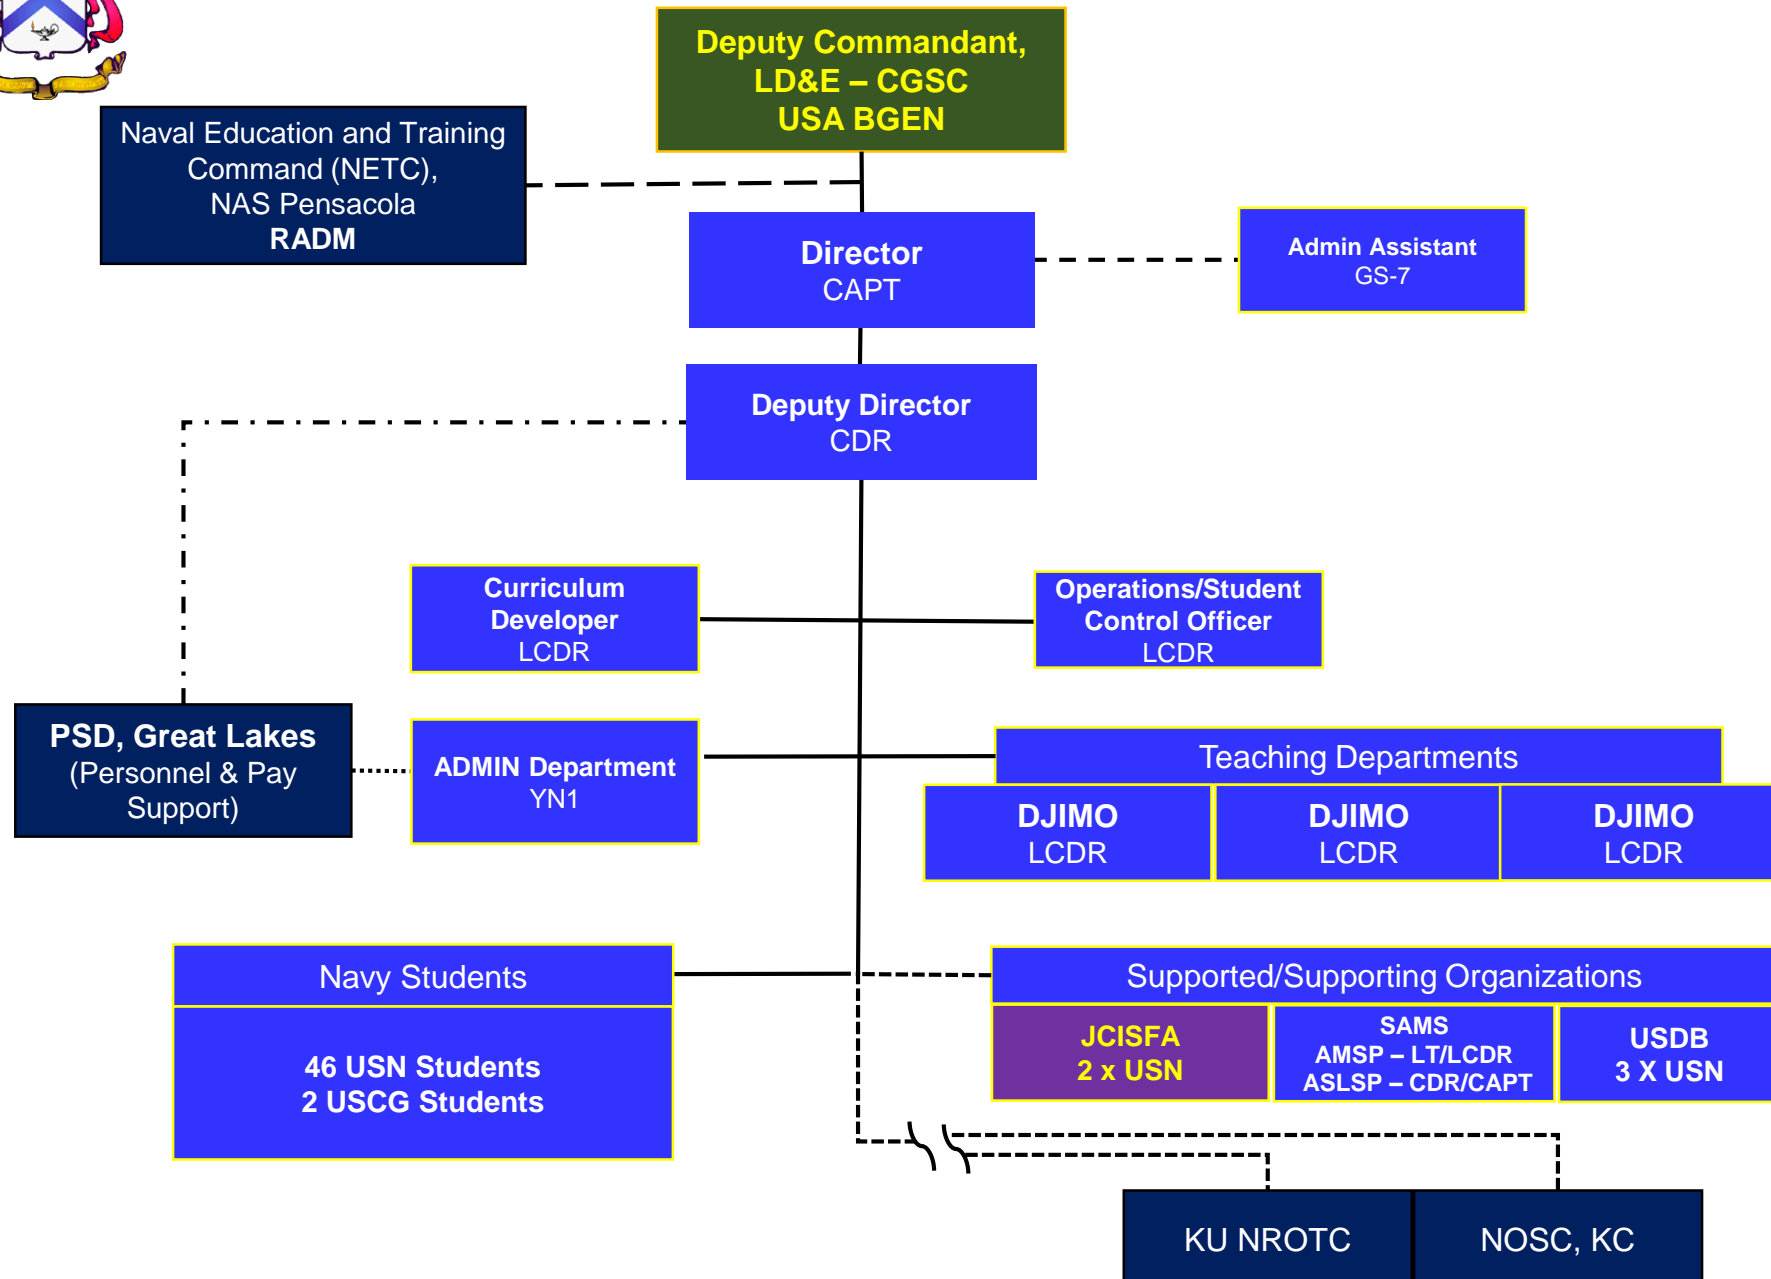 Deputy Commandant,
LD&E – CGSC
USA BGEN
Naval Education and Training
Command (NETC),
NAS Pensacola
RADM
Director
CAPT
Admin Assistant
GS-7
Deputy Director
CDR
Curriculum
Developer
LCDR
Operations/Student
Control Officer
LCDR
PSD, Great Lakes
(Personnel & Pay
Support)
ADMIN Department
YN1
Teaching Departments
DJIMO
LCDR
DJIMO
LCDR
DJIMO
LCDR
Navy Students
46 USN Students
2 USCG Students
Supported/Supporting Organizations
JCISFA
2 x USN
SAMS
AMSP – LT/LCDR
ASLSP – CDR/CAPT
USDB
3 X USN
KU NROTC
NOSC, KC